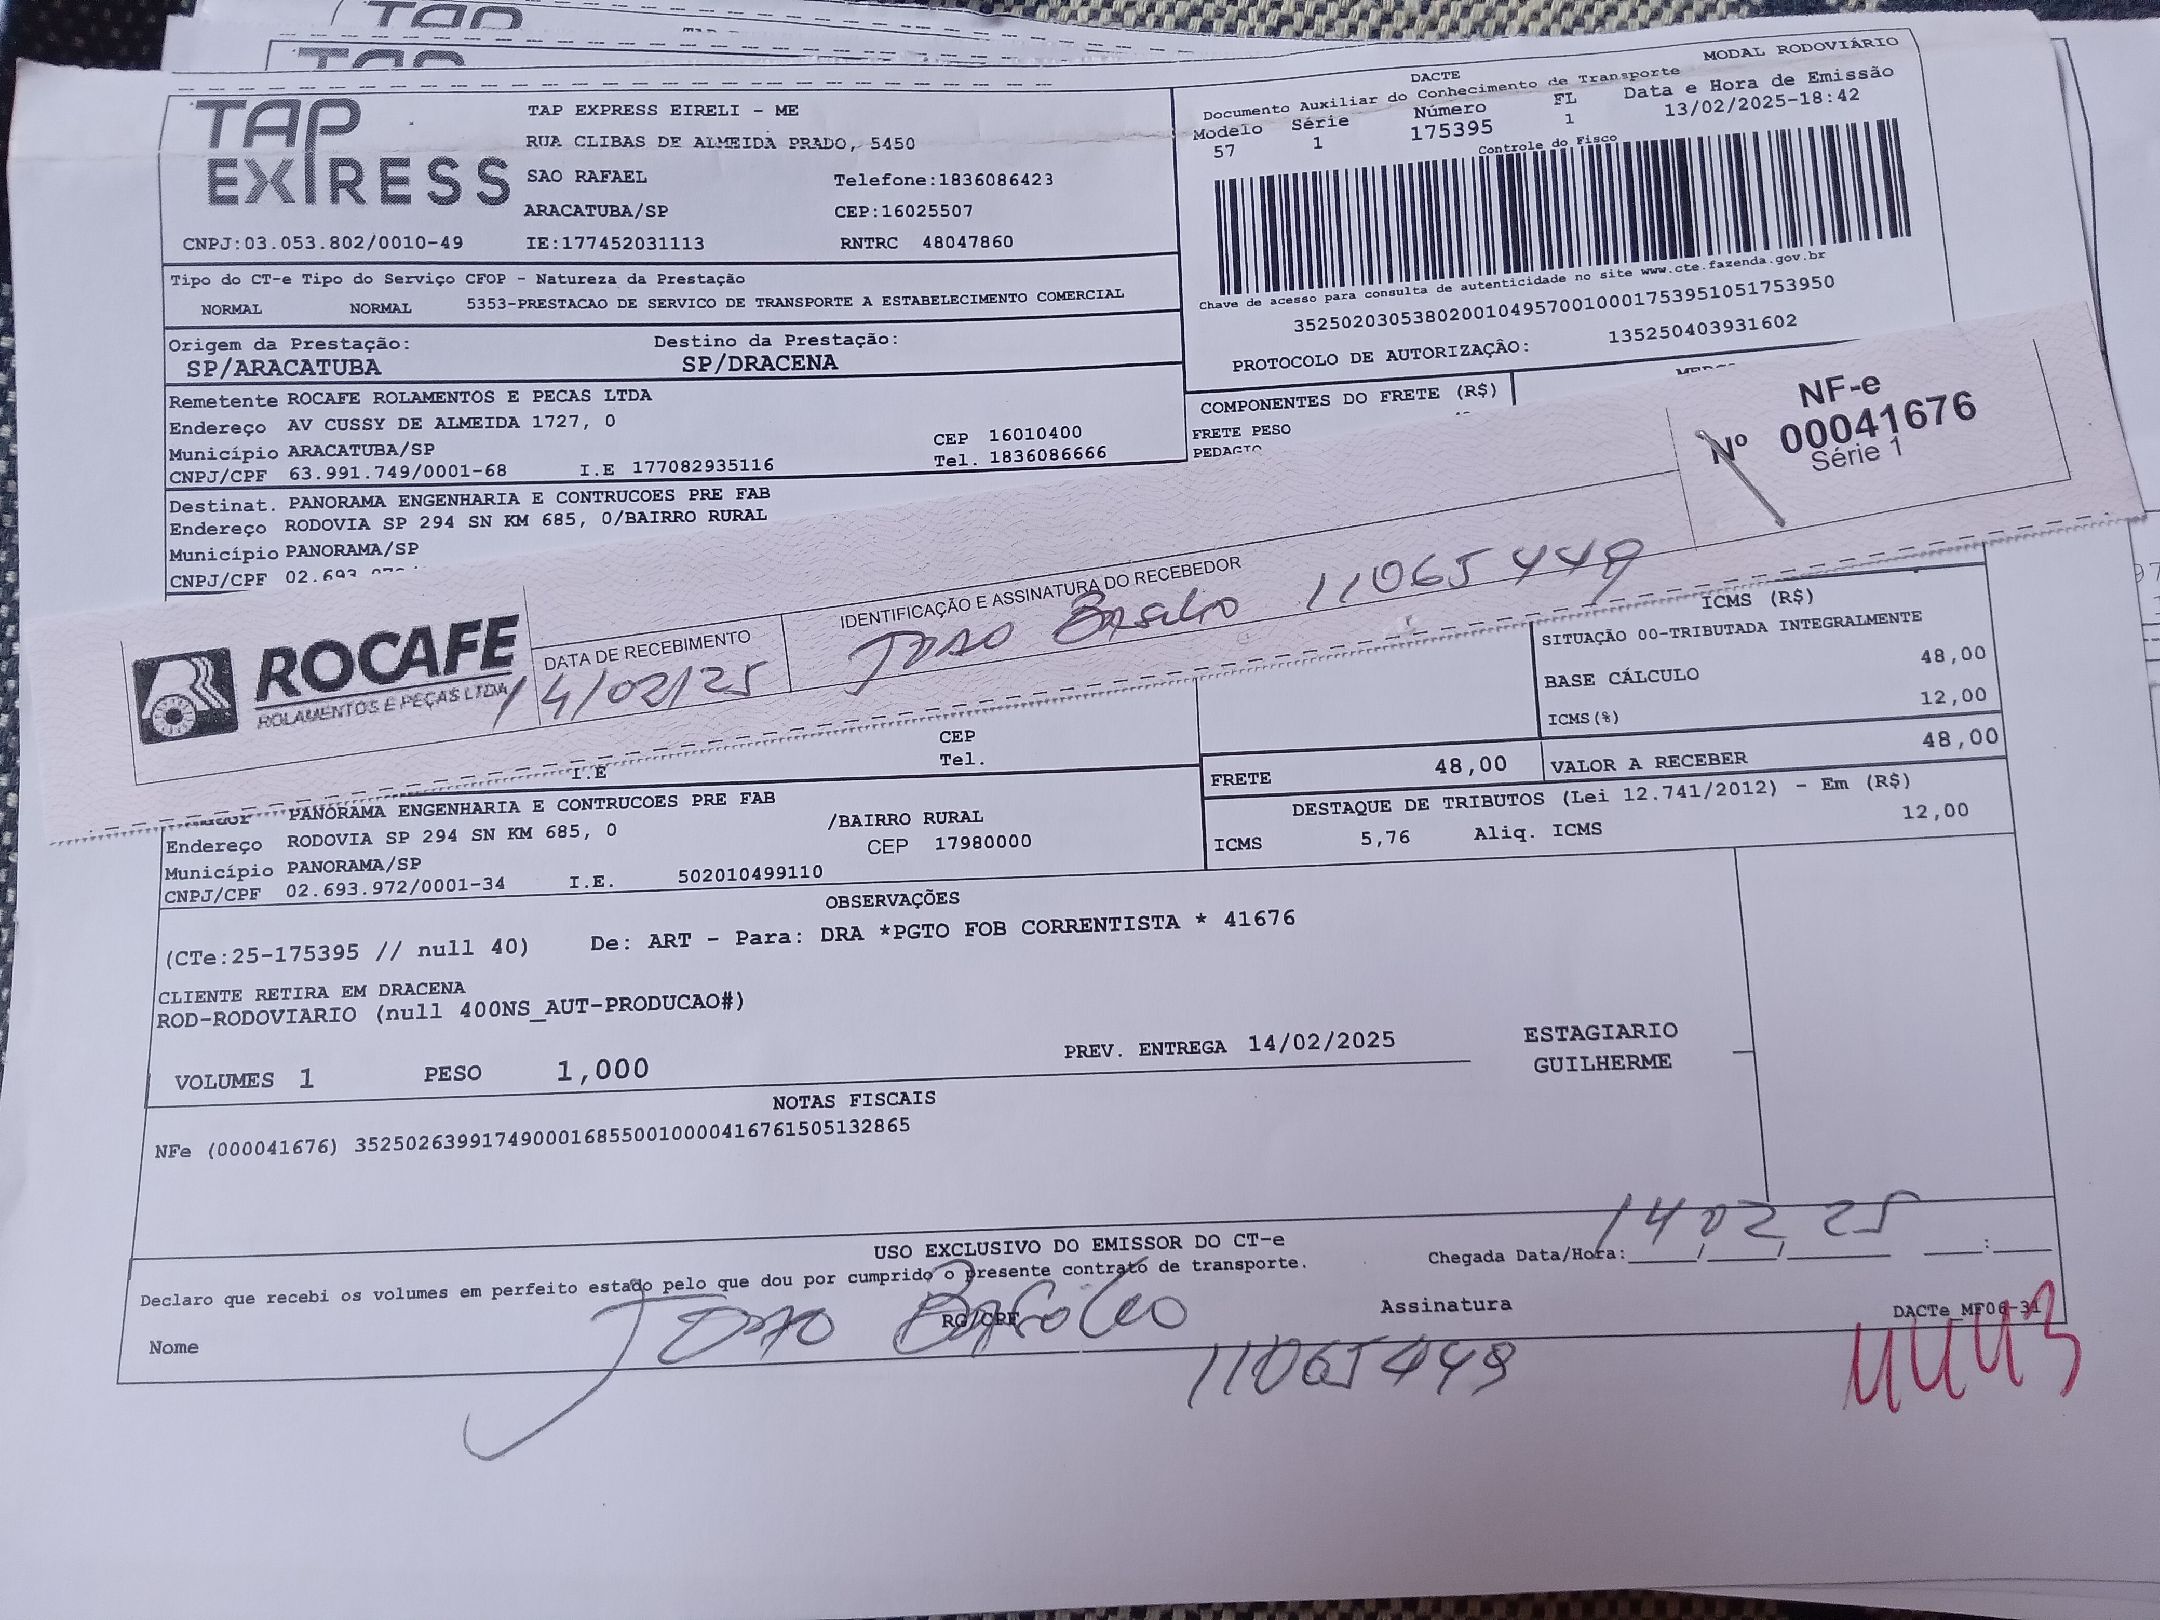 TAP
TAP
TAP EXPRESS
TAP EXPRESS EIRELI - ME
RUA CLIBAS DE ALMEIDA PRADO, 5450
SAO RAFAEL Telefone:1836086423
ARACATUBA/SP CEP:16025507
CNPJ:03.053.802/0010-49 IE:177452031113 RNTRC 48047860
MODAL RODOVIÁRIO
DACTE
Documento Auxiliar do Conhecimento de Transporte
Modelo Série Número FL Data e Hora de Emissão
57 1 175395 1 13/02/2025-18:42
Controle do Fisco
Chave de acesso para consulta de autenticidade no site www.cte.fazenda.gov.br
35250203053802001049570010001753951051753950
PROTOCOLO DE AUTORIZAÇÃO: 135250403931602
Tipo do CT-e Tipo do Serviço CFOP - Natureza da Prestação
NORMAL NORMAL 5353-PRESTACAO DE SERVICO DE TRANSPORTE A ESTABELECIMENTO COMERCIAL
Origem da Prestação: Destino da Prestação:
SP/ARACATUBA SP/DRACENA
Remetente ROCAFE ROLAMENTOS E PECAS LTDA
Endereço AV CUSSY DE ALMEIDA 1727, 0
Município ARACATUBA/SP CEP 16010400
CNPJ/CPF 63.991.749/0001-68 I.E 177082935116 Tel. 1836086666
COMPONENTES DO FRETE (R$)
FRETE PESO
PEDAGIO
Destinat. PANORAMA ENGENHARIA E CONTRUCOES PRE FAB
Endereço RODOVIA SP 294 SN KM 685, 0/BAIRRO RURAL
Município PANORAMA/SP
CNPJ/CPF 02.693
NF-e
Nº 00041676
Série 1
ROCAFE
ROLAMENTOS E PEÇAS LTDA
DATA DE RECEBIMENTO
14/02/25
IDENTIFICAÇÃO E ASSINATURA DO RECEBEDOR
JOAO Basilio 11065449
ICMS (R$)
SITUAÇÃO 00-TRIBUTADA INTEGRALMENTE
BASE CÁLCULO 48,00
ICMS(%) 12,00
CEP
I.E Tel.
FRETE 48,00 VALOR A RECEBER 48,00
DESTAQUE DE TRIBUTOS (Lei 12.741/2012) - Em (R$)
ICMS 5,76 Aliq. ICMS 12,00
PANORAMA ENGENHARIA E CONTRUCOES PRE FAB
Endereço RODOVIA SP 294 SN KM 685, 0 /BAIRRO RURAL
Município PANORAMA/SP CEP 17980000
CNPJ/CPF 02.693.972/0001-34 I.E. 502010499110
OBSERVAÇÕES
(CTe:25-175395 // null 40) De: ART - Para: DRA *PGTO FOB CORRENTISTA * 41676
CLIENTE RETIRA EM DRACENA
ROD-RODOVIARIO (null 400NS_AUT-PRODUCAO#)
VOLUMES 1 PESO 1,000 PREV. ENTREGA 14/02/2025
ESTAGIARIO
GUILHERME
NOTAS FISCAIS
NFe (000041676) 35250263991749000168550010000416761505132865
USO EXCLUSIVO DO EMISSOR DO CT-e
Declaro que recebi os volumes em perfeito estado pelo que dou por cumprido o presente contrato de transporte.
Chegada Data/Hora: 14/02/25 :
Nome JOAO Basilio RG/CPF 11065449 Assinatura
DACTe_MF06-31